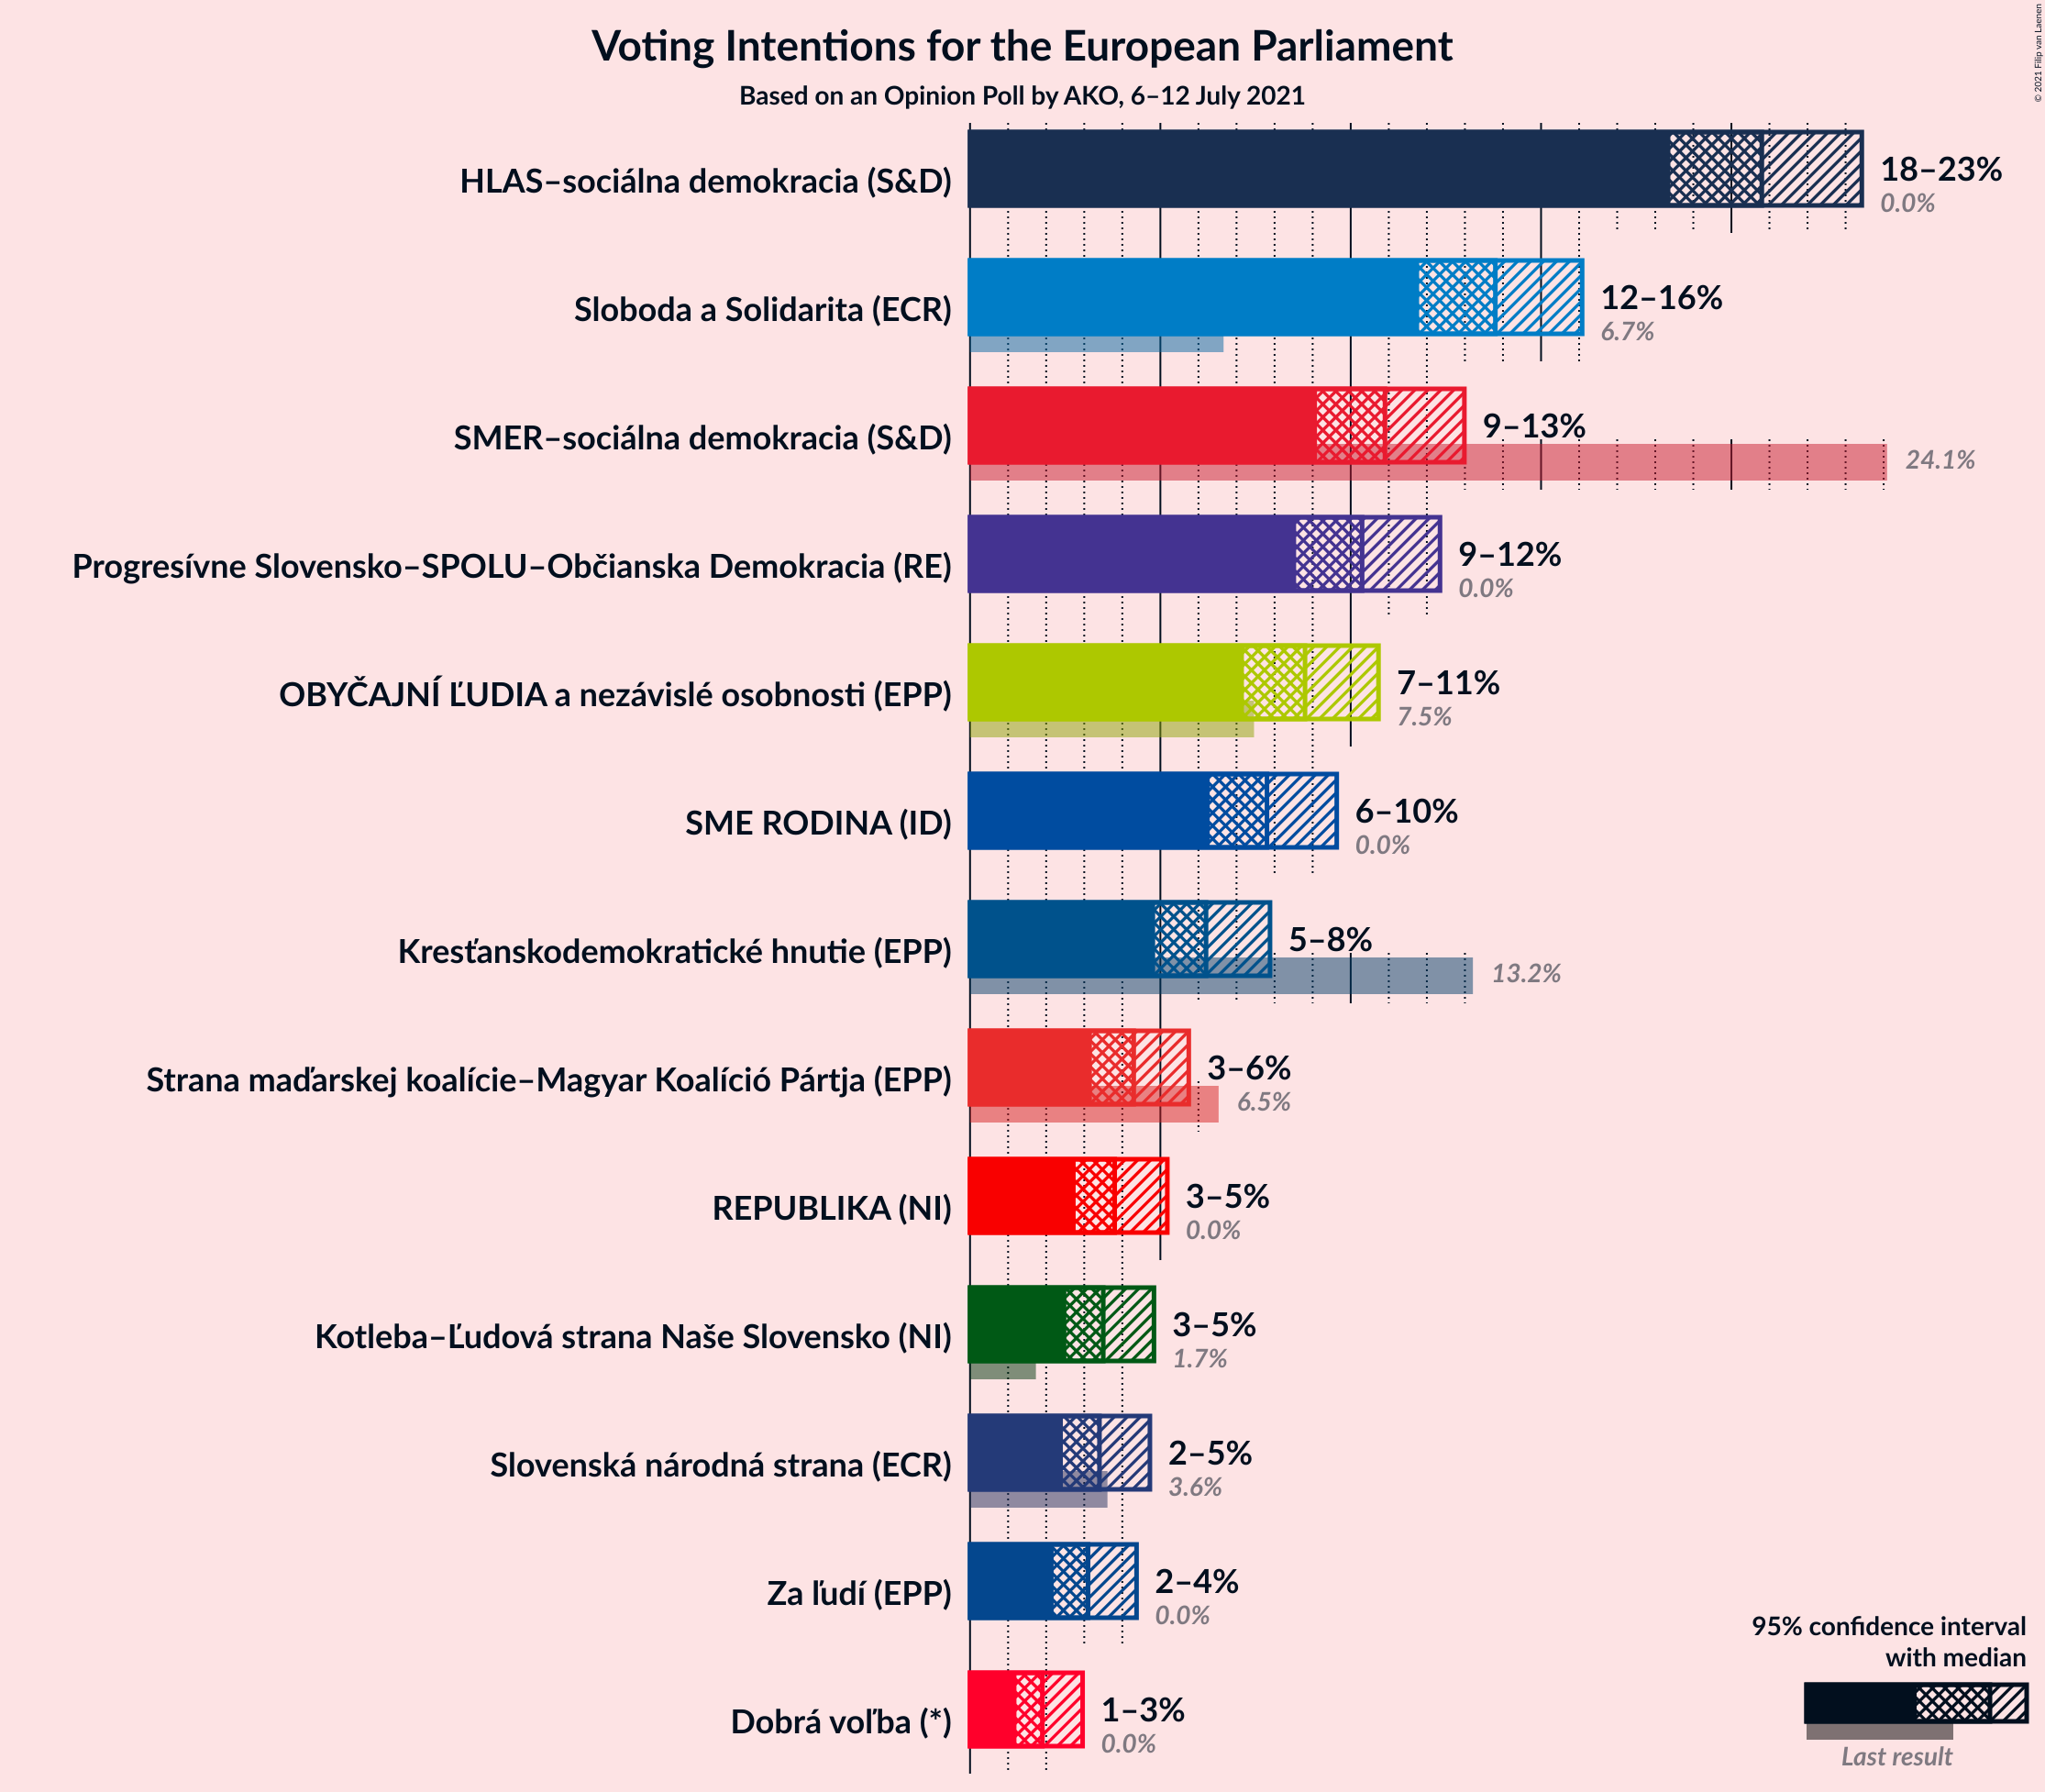 Voting Intentions for the European Parliament
Based on an Opinion Poll by AKO, 6–12 July 2021
© 2021 Filip van Laenen
HLAS–sociálna demokracia (S&D)
18–23%
0.0%
Sloboda a Solidarita (ECR)
12–16%
6.7%
SMER–sociálna demokracia (S&D)
9–13%
24.1%
Progresívne Slovensko–SPOLU–Občianska Demokracia (RE)
9–12%
0.0%
OBYČAJNÍ ĽUDIA a nezávislé osobnosti (EPP)
7–11%
7.5%
SME RODINA (ID)
6–10%
0.0%
Kresťanskodemokratické hnutie (EPP)
5–8%
13.2%
Strana maďarskej koalície–Magyar Koalíció Pártja (EPP)
3–6%
6.5%
REPUBLIKA (NI)
3–5%
0.0%
Kotleba–Ľudová strana Naše Slovensko (NI)
3–5%
1.7%
Slovenská národná strana (ECR)
2–5%
3.6%
Za ľudí (EPP)
2–4%
0.0%
Dobrá voľba (*)
1–3%
0.0%
95% confidence interval
with median
Last result